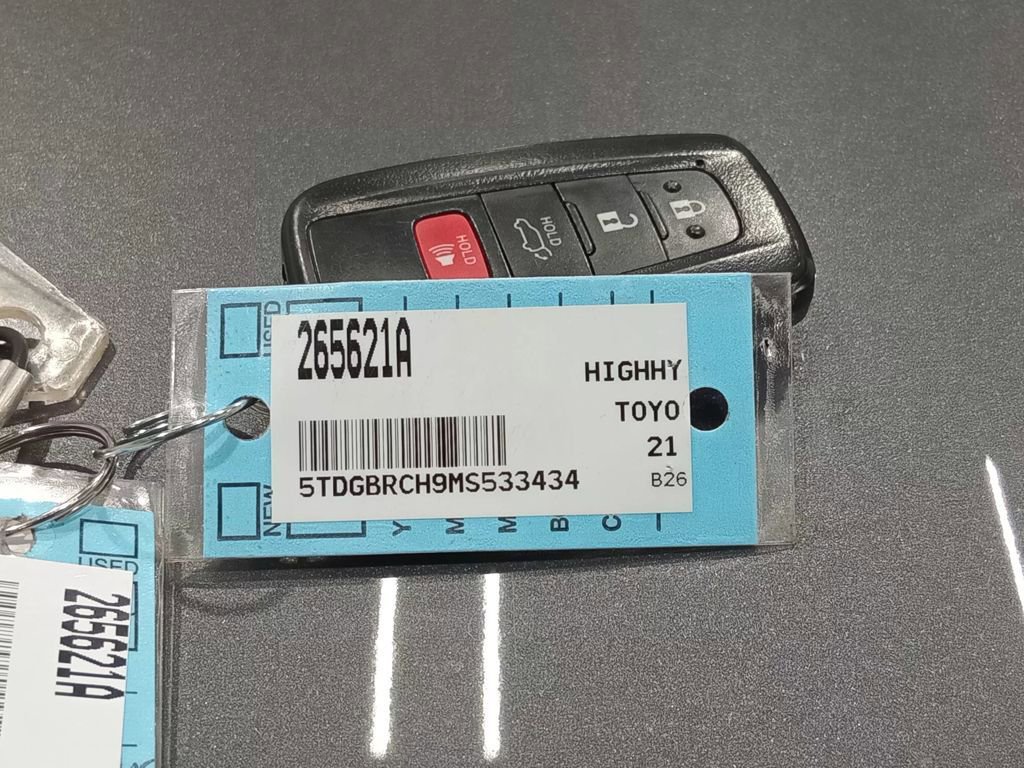 HOLD
HOLD
USED
265621A
HIGHHY
TOYO
21
5TDGBRCH9MS533434
B26
NEW
Y
M
M
B
C
USED
265621A